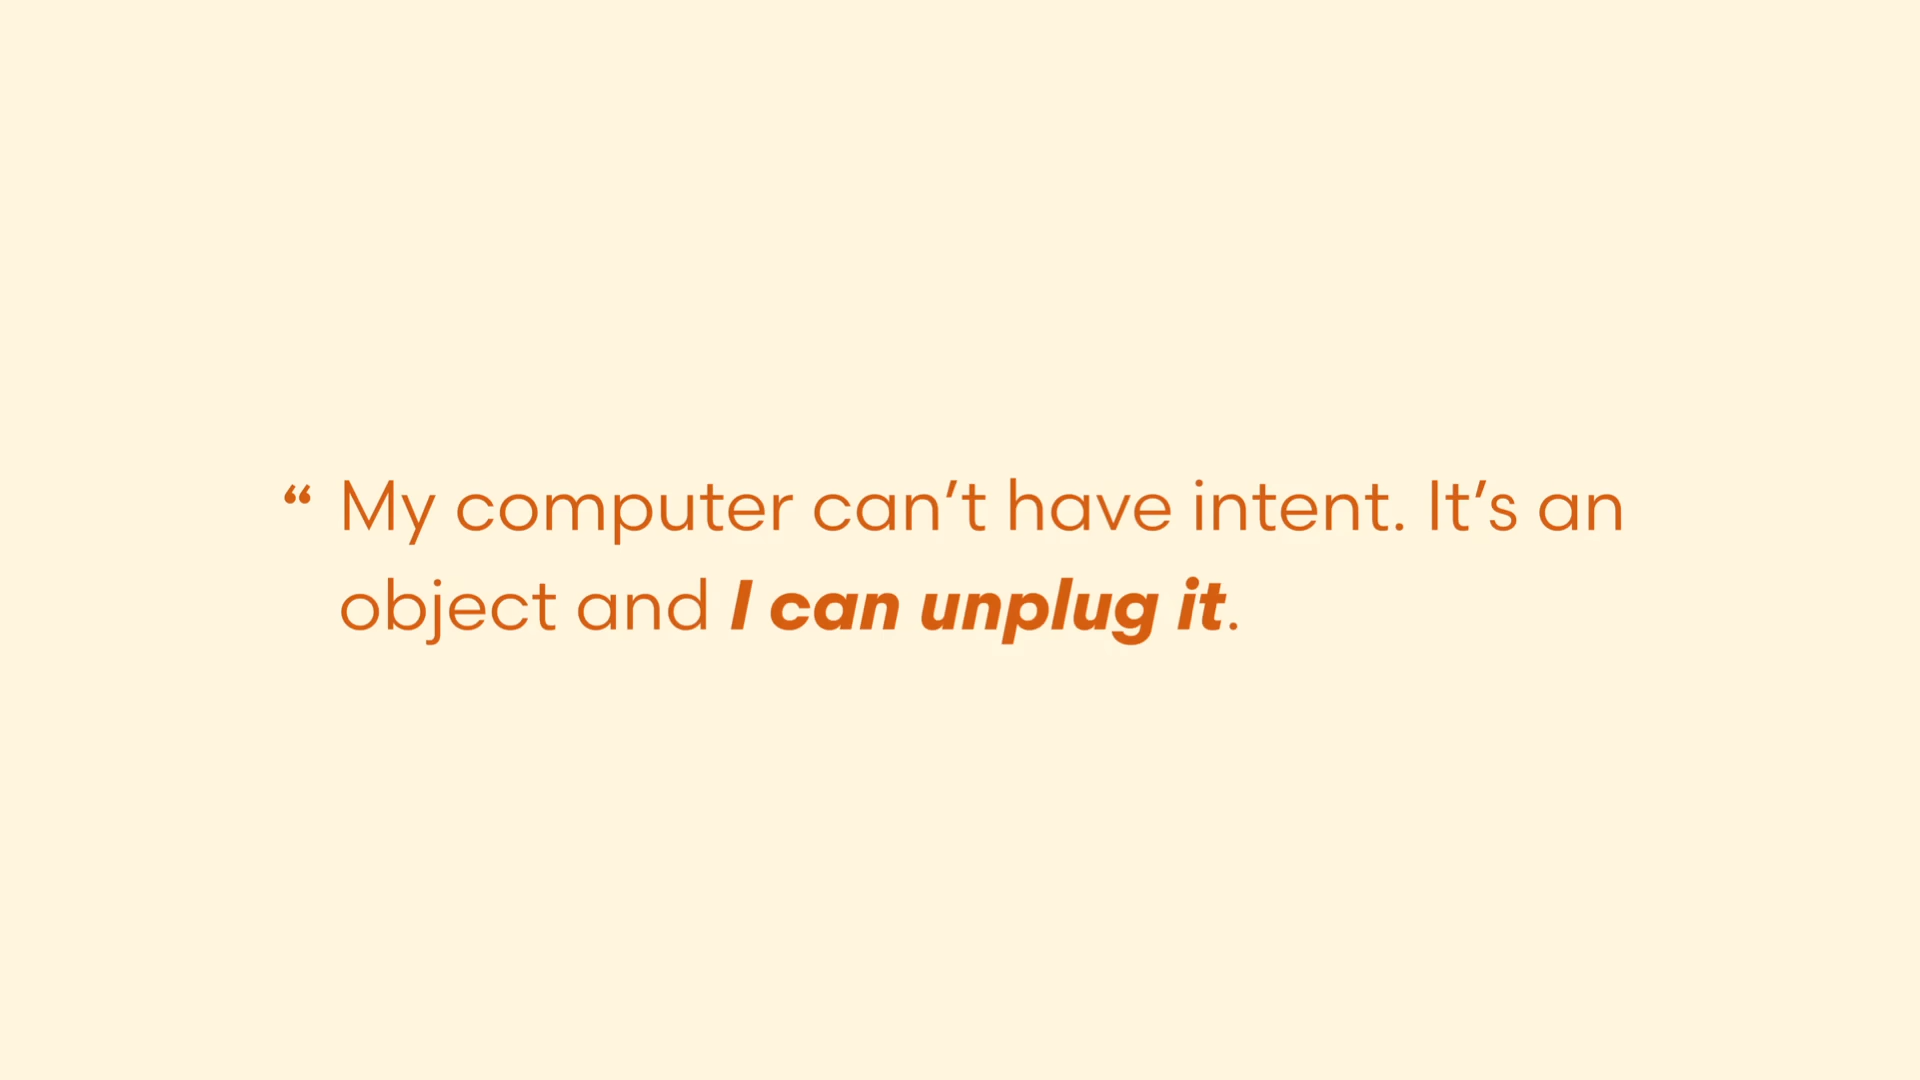 “ My computer can’t have intent. It’s an
object and I can unplug it.